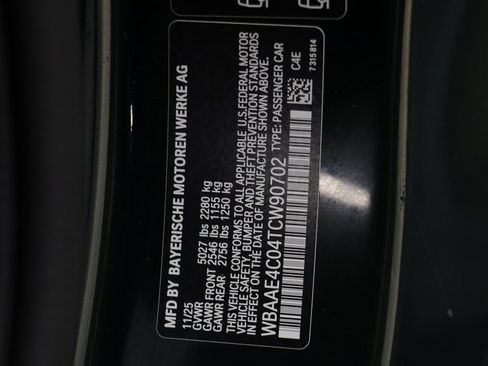 MFD BY BAYERISCHE MOTOREN WERKE AG
11/25
GVWR 5027 lbs 2280 kg
GAWR FRONT 2546 lbs 1155 kg
GAWR REAR 2756 lbs 1250 kg
THIS VEHICLE CONFORMS TO ALL APPLICABLE U.S.FEDERAL MOTOR
VEHICLE SAFETY, BUMPER AND THEFT PREVENTION STANDARDS
IN EFFECT ON THE DATE OF MANUFACTURE SHOWN ABOVE.
WBAAE4C04TCW90702 TYPE: PASSENGER CAR
C4E
7315814